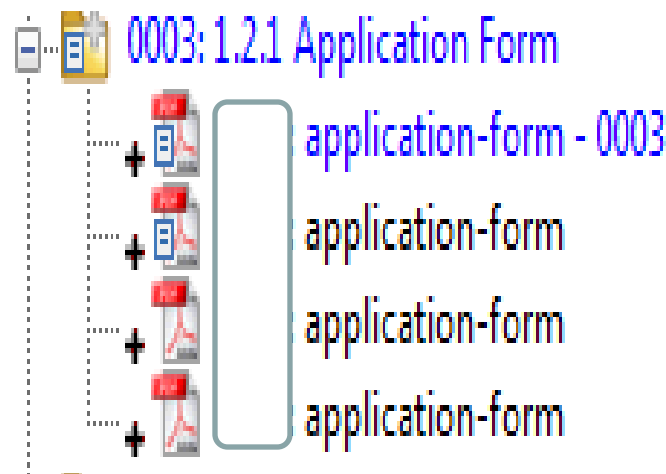 0003: 1.2.1 Application Form
: application-form - 0003
: application-form
: application-form
: application-form